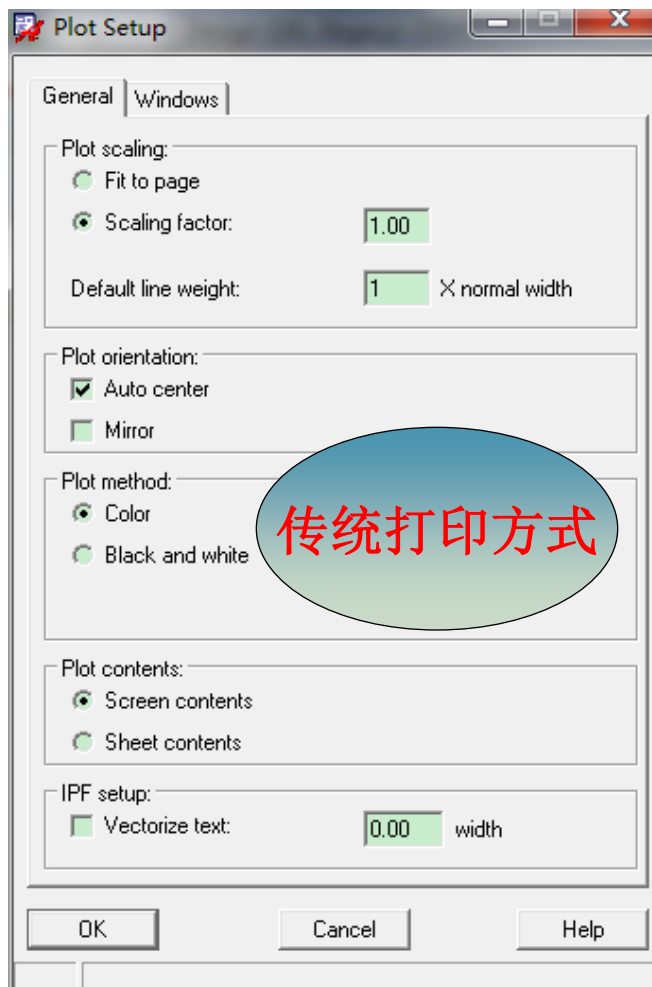 Plot Setup
General Windows
Plot scaling:
Fit to page
Scaling factor: 1.00
Default line weight: 1 X normal width
Plot orientation:
Auto center
Mirror
Plot method:
Color
传统打印方式
Black and white
Plot contents:
Screen contents
Sheet contents
IPF setup:
Vectorize text: 0.00 width
OK Cancel Help